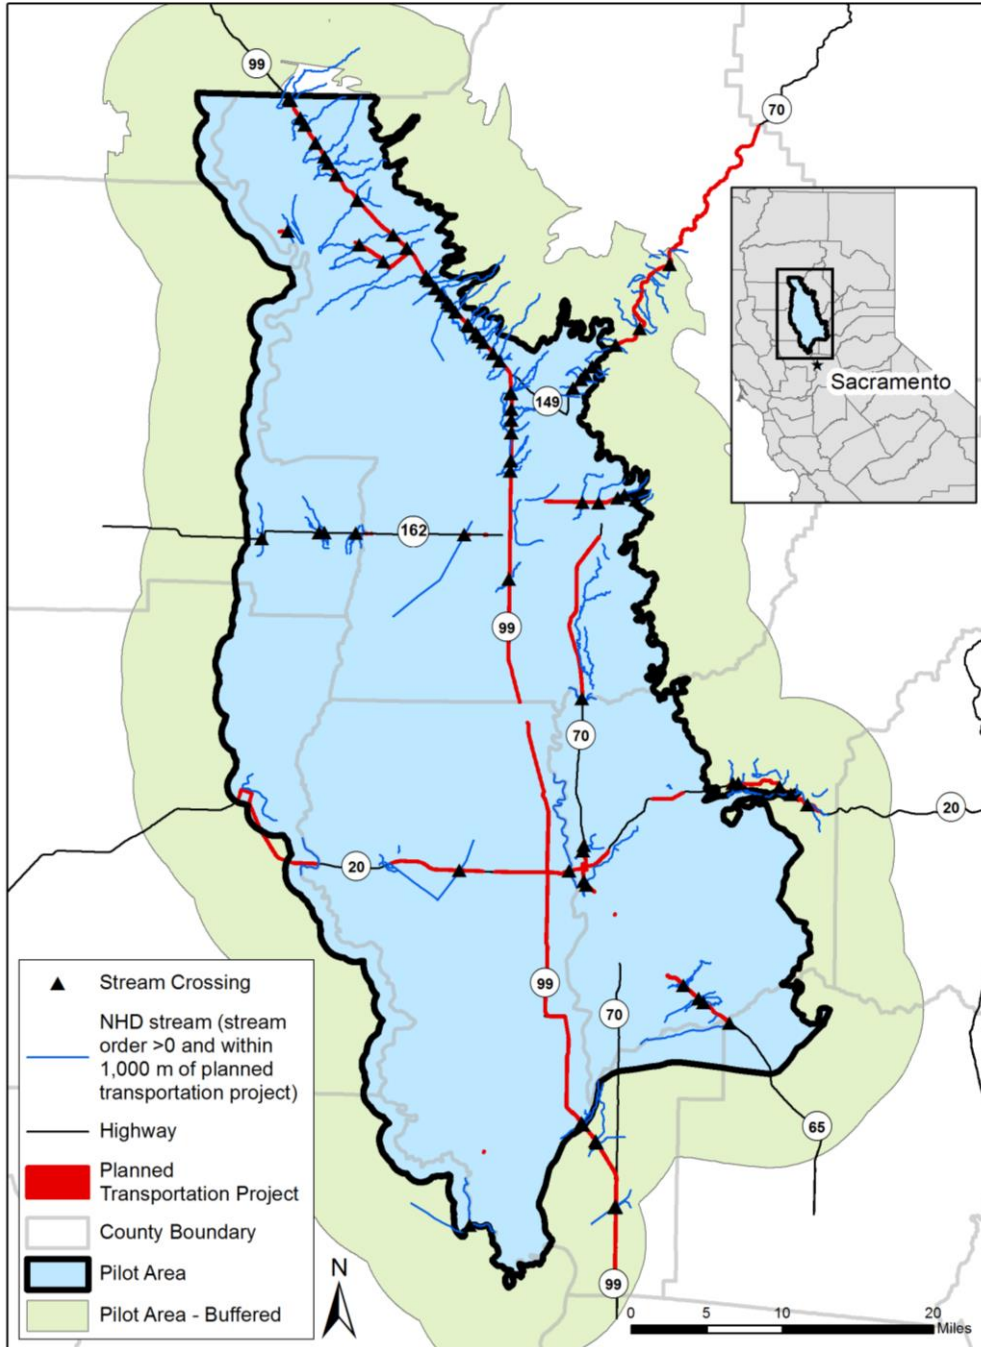 99
70
Sacramento
149
162
99
70
20
20
99
70
65
99
Stream Crossing
NHD stream (stream
order >0 and within
1,000 m of planned
transportation project)
Highway
Planned
Transportation Project
County Boundary
Pilot Area
Pilot Area - Buffered
N
0 5 10 20
Miles